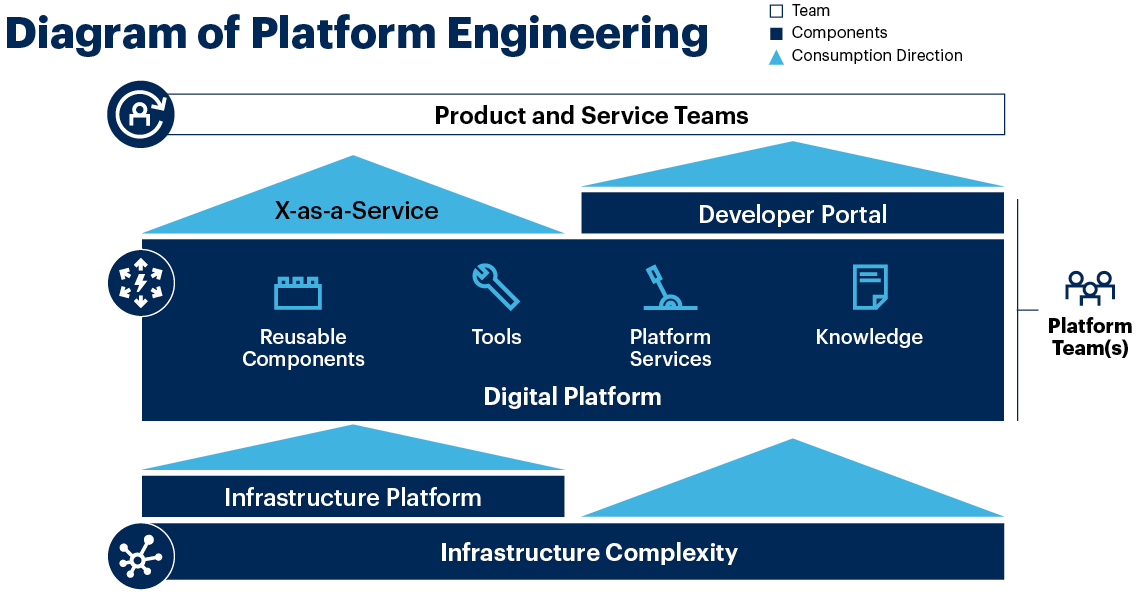 Diagram of Platform Engineering
Team
Components
Consumption Direction
Product and Service Teams
X-as-a-Service
Developer Portal
Reusable
Components
Tools
Platform
Services
Knowledge
Digital Platform
Platform
Team(s)
Infrastructure Platform
Infrastructure Complexity